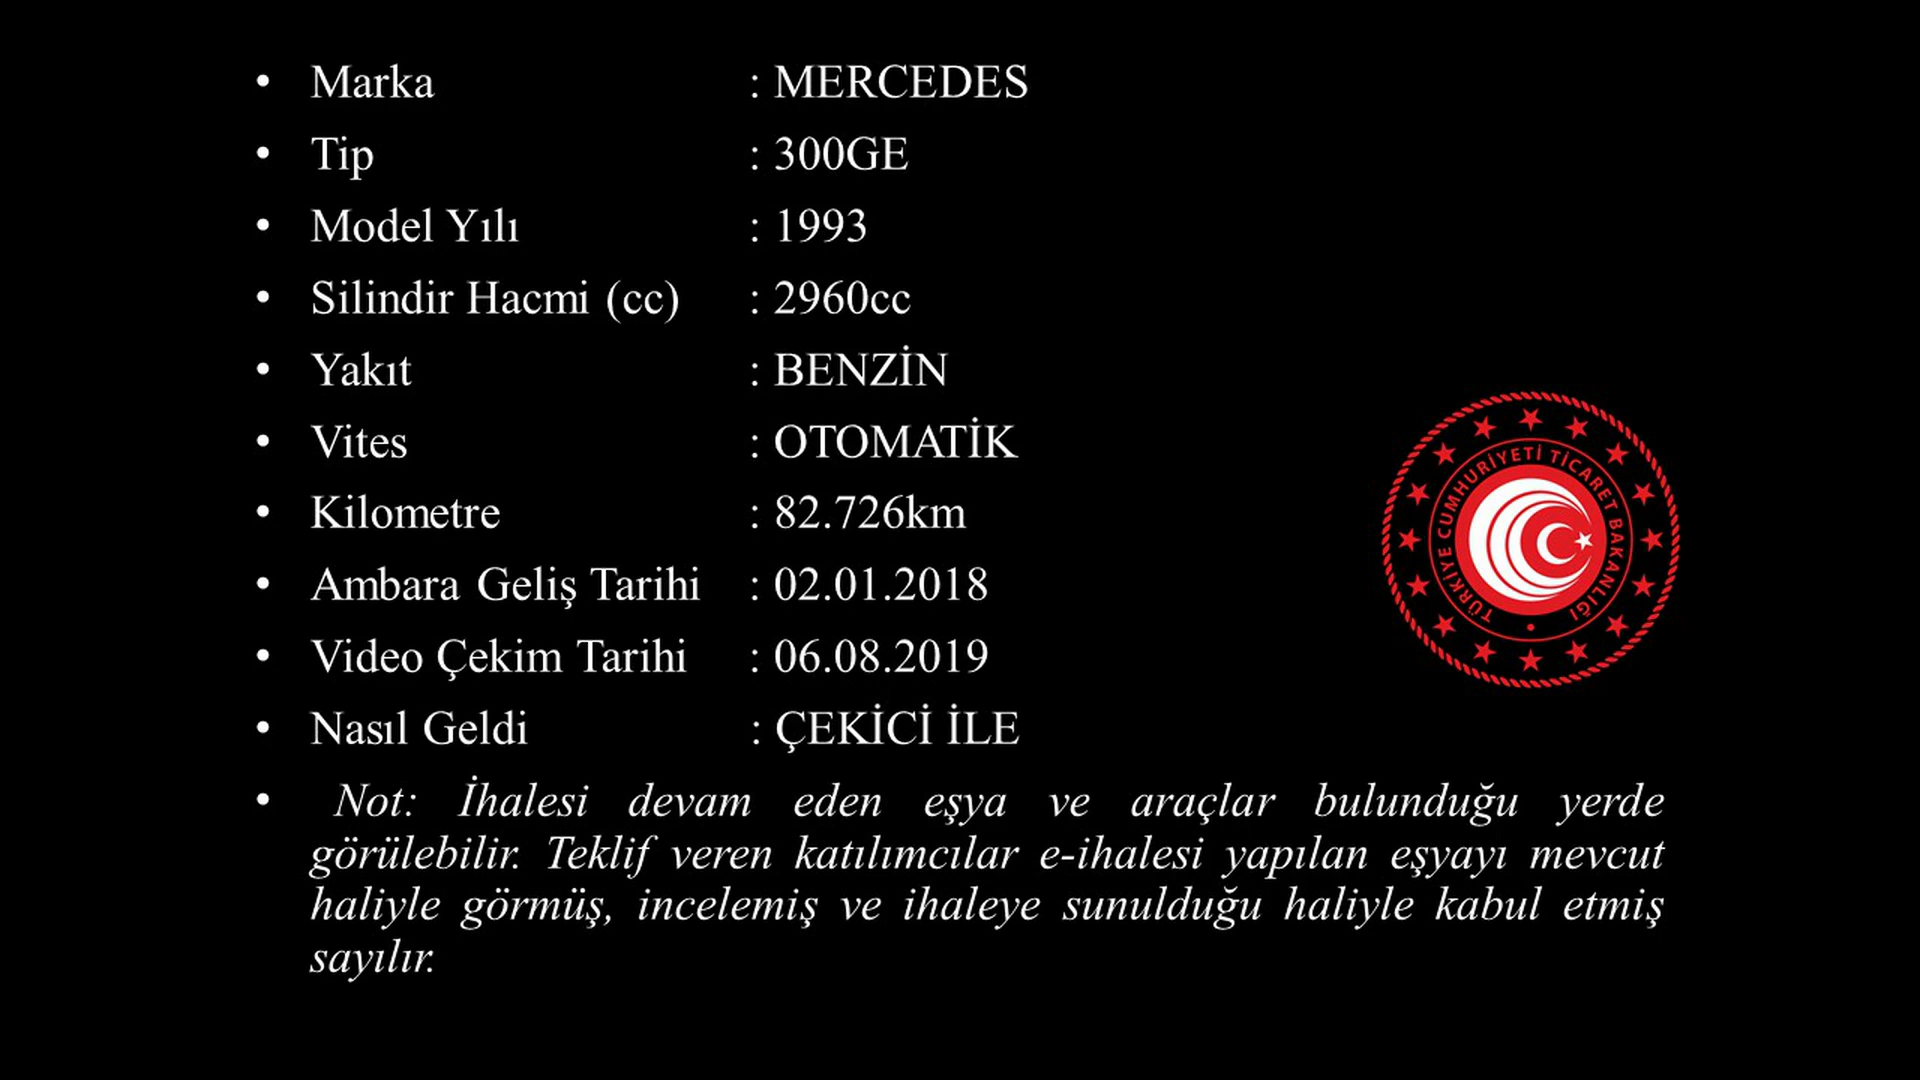 • Marka : MERCEDES
• Tip : 300GE
• Model Yılı : 1993
• Silindir Hacmi (cc) : 2960cc
• Yakıt : BENZİN
• Vites : OTOMATİK
• Kilometre : 82.726km
• Ambara Geliş Tarihi : 02.01.2018
• Video Çekim Tarihi : 06.08.2019
• Nasıl Geldi : ÇEKİCİ İLE
• Not: İhalesi devam eden eşya ve araçlar bulunduğu yerde
görülebilir. Teklif veren katılımcılar e-ihalesi yapılan eşyayı mevcut
haliyle görmüş, incelemiş ve ihaleye sunulduğu haliyle kabul etmiş
sayılır.
TÜRKİYE CUMHURİYETİ TİCARET BAKANLIĞI